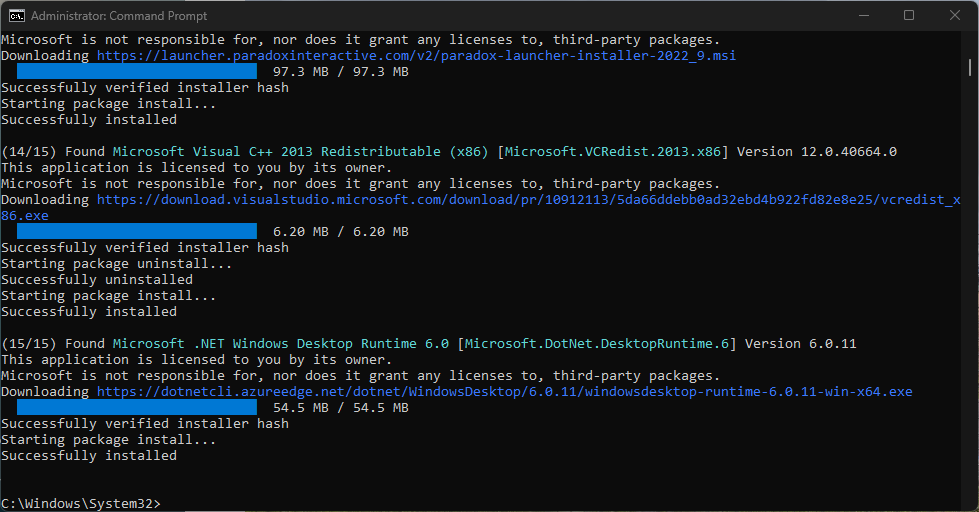 Administrator: Command Prompt
Microsoft is not responsible for, nor does it grant any licenses to, third-party packages.
Downloading https://launcher.paradoxinteractive.com/v2/paradox-launcher-installer-2022_9.msi
97.3 MB / 97.3 MB
Successfully verified installer hash
Starting package install...
Successfully installed
(14/15) Found Microsoft Visual C++ 2013 Redistributable (x86) [Microsoft.VCRedist.2013.x86] Version 12.0.40664.0
This application is licensed to you by its owner.
Microsoft is not responsible for, nor does it grant any licenses to, third-party packages.
Downloading https://download.visualstudio.microsoft.com/download/pr/10912113/5da66ddebb0ad32ebd4b922fd82e8e25/vcredist_x
86.exe
6.20 MB / 6.20 MB
Successfully verified installer hash
Starting package uninstall...
Successfully uninstalled
Starting package install...
Successfully installed
(15/15) Found Microsoft .NET Windows Desktop Runtime 6.0 [Microsoft.DotNet.DesktopRuntime.6] Version 6.0.11
This application is licensed to you by its owner.
Microsoft is not responsible for, nor does it grant any licenses to, third-party packages.
Downloading https://dotnetcli.azureedge.net/dotnet/WindowsDesktop/6.0.11/windowsdesktop-runtime-6.0.11-win-x64.exe
54.5 MB / 54.5 MB
Successfully verified installer hash
Starting package install...
Successfully installed
C:\Windows\System32>